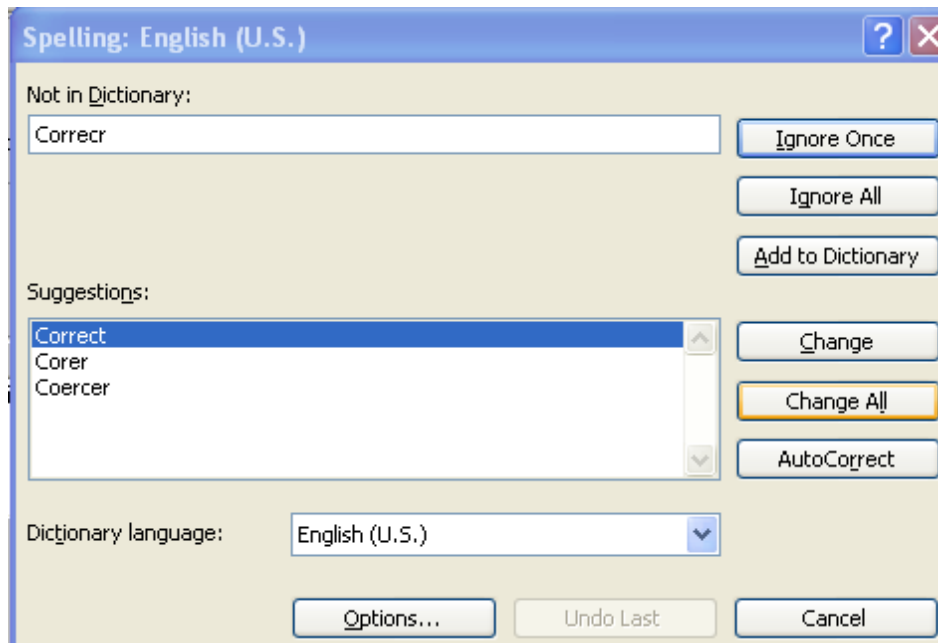 Spelling: English (U.S.)
?
Not in Dictionary:
Correcr
Ignore Once
Ignore All
Add to Dictionary
Suggestions:
Correct
Corer
Coercer
Change
Change All
AutoCorrect
Dictionary language:
English (U.S.)
Options...
Undo Last
Cancel